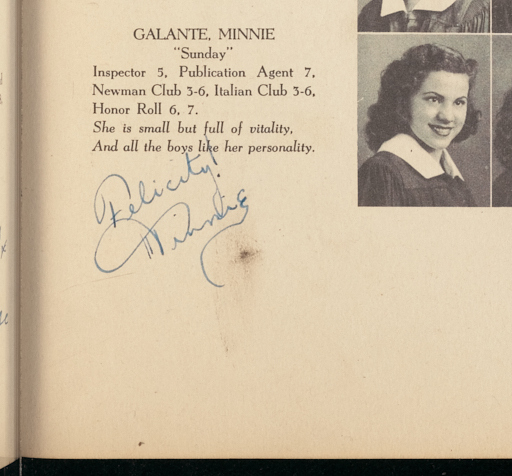 GALANTE, MINNIE
"Sunday"
Inspector 5, Publication Agent 7,
Newman Club 3-6, Italian Club 3-6,
Honor Roll 6, 7.
She is small but full of vitality,
And all the boys like her personality.
Felicity!
Minnie